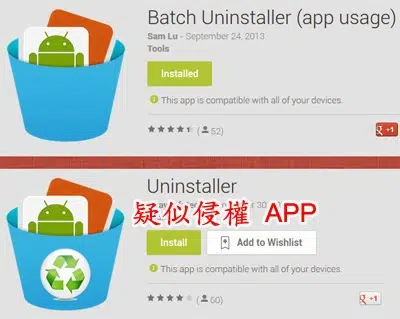 Batch Uninstaller (app usage)
Sam Lu - September 24, 2013
Tools
Installed
This app is compatible with all of your devices.
(52)
+1
Uninstaller
30
疑似侵權 APP
Install
Add to Wishlist
This app is compatible with all of your devices.
(60)
+1